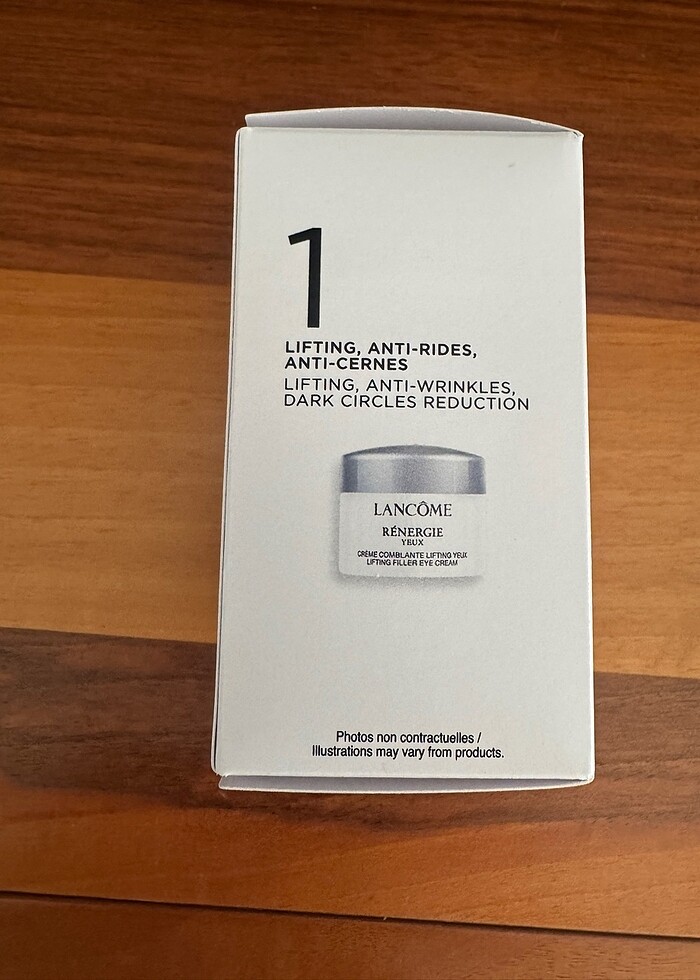 1
LIFTING, ANTI-RIDES,
ANTI-CERNES
LIFTING, ANTI-WRINKLES,
DARK CIRCLES REDUCTION
LANCÔME
RÉNERGIE
YEUX
CRÈME COMBLANTE LIFTING YEUX
LIFTING FILLER EYE CREAM
Photos non contractuelles /
Illustrations may vary from products.